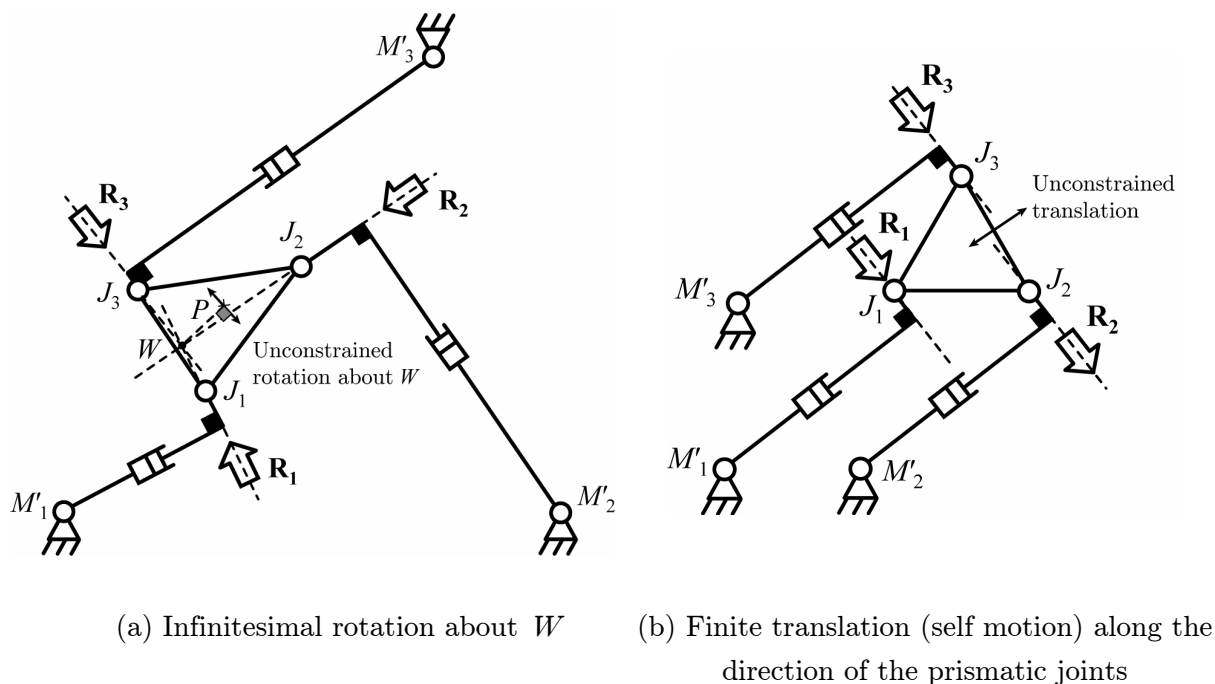 M′₃
R₃
R₂
J₂
J₃
P
W
Unconstrained
rotation about W
J₁
R₁
M′₁
M′₂
(a) Infinitesimal rotation about W
R₃
J₃
Unconstrained
translation
R₁
M′₃
J₁
J₂
R₂
M′₁
M′₂
(b) Finite translation (self motion) along the
direction of the prismatic joints